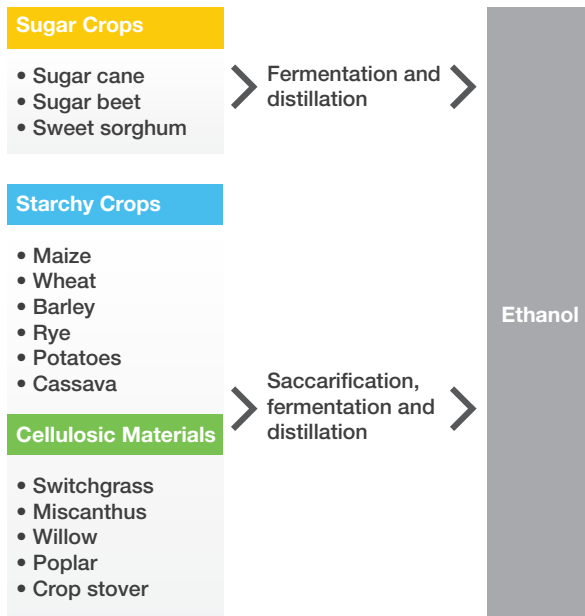 Sugar Crops
• Sugar cane
• Sugar beet
• Sweet sorghum
Fermentation and
distillation
Starchy Crops
• Maize
• Wheat
• Barley
• Rye
• Potatoes
• Cassava
Cellulosic Materials
• Switchgrass
• Miscanthus
• Willow
• Poplar
• Crop stover
Saccarification,
fermentation and
distillation
Ethanol